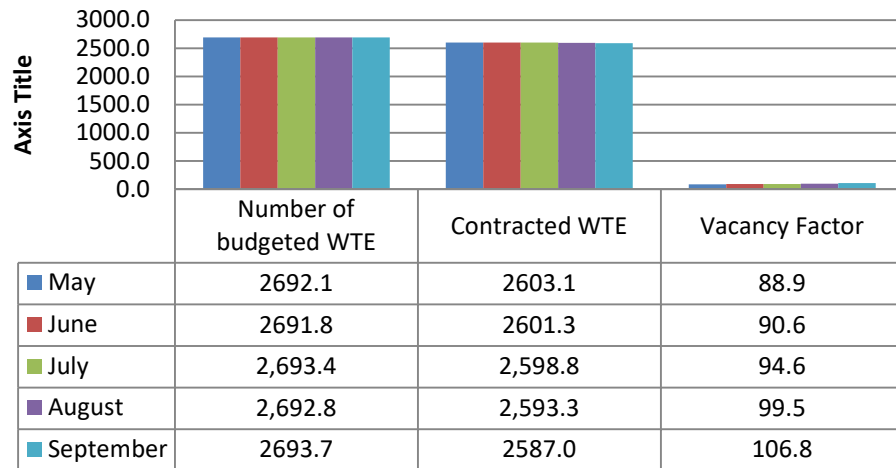 3000.0
2500.0
2000.0
1500.0
1000.0
500.0
0.0
Axis Title
Number of
budgeted WTE
Contracted WTE
Vacancy Factor
May 2692.1 2603.1 88.9
June 2691.8 2601.3 90.6
July 2,693.4 2,598.8 94.6
August 2,692.8 2,593.3 99.5
September 2693.7 2587.0 106.8